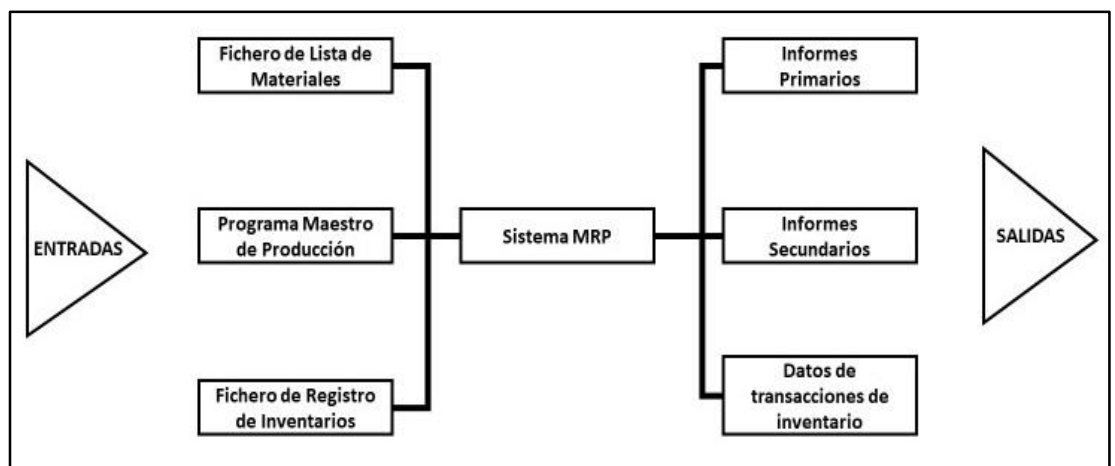 Fichero de Lista de
Materiales
Informes
Primarios
ENTRADAS
Programa Maestro
de Producción
Sistema MRP
Informes
Secundarios
SALIDAS
Fichero de Registro
de Inventarios
Datos de
transacciones de
inventario